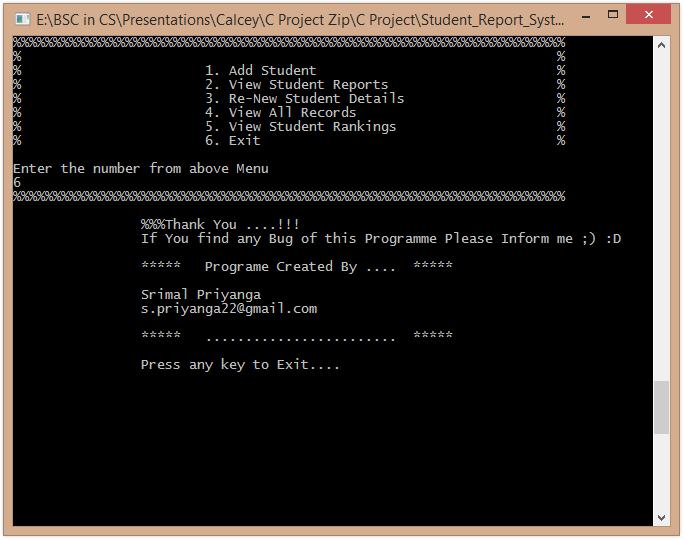 E:\BSC in CS\Presentations\Calcey\C Project Zip\C Project\Student_Report_Syst...
%%%%%%%%%%%%%%%%%%%%%%%%%%%%%%%%%%%%%%%%%%%%%%%%%%%%%%%%%%%%%%%%%%%%%
% %
% 1. Add Student %
% 2. View Student Reports %
% 3. Re-New Student Details %
% 4. View All Records %
% 5. View Student Rankings %
% 6. Exit %
Enter the number from above Menu
6
%%%%%%%%%%%%%%%%%%%%%%%%%%%%%%%%%%%%%%%%%%%%%%%%%%%%%%%%%%%%%%%%%%%%%
%%%Thank You ....!!!
If You find any Bug of this Programme Please Inform me ;) :D
***** Programe Created By .... *****
Srimal Priyanga
s.priyanga22@gmail.com
***** ........................ *****
Press any key to Exit....